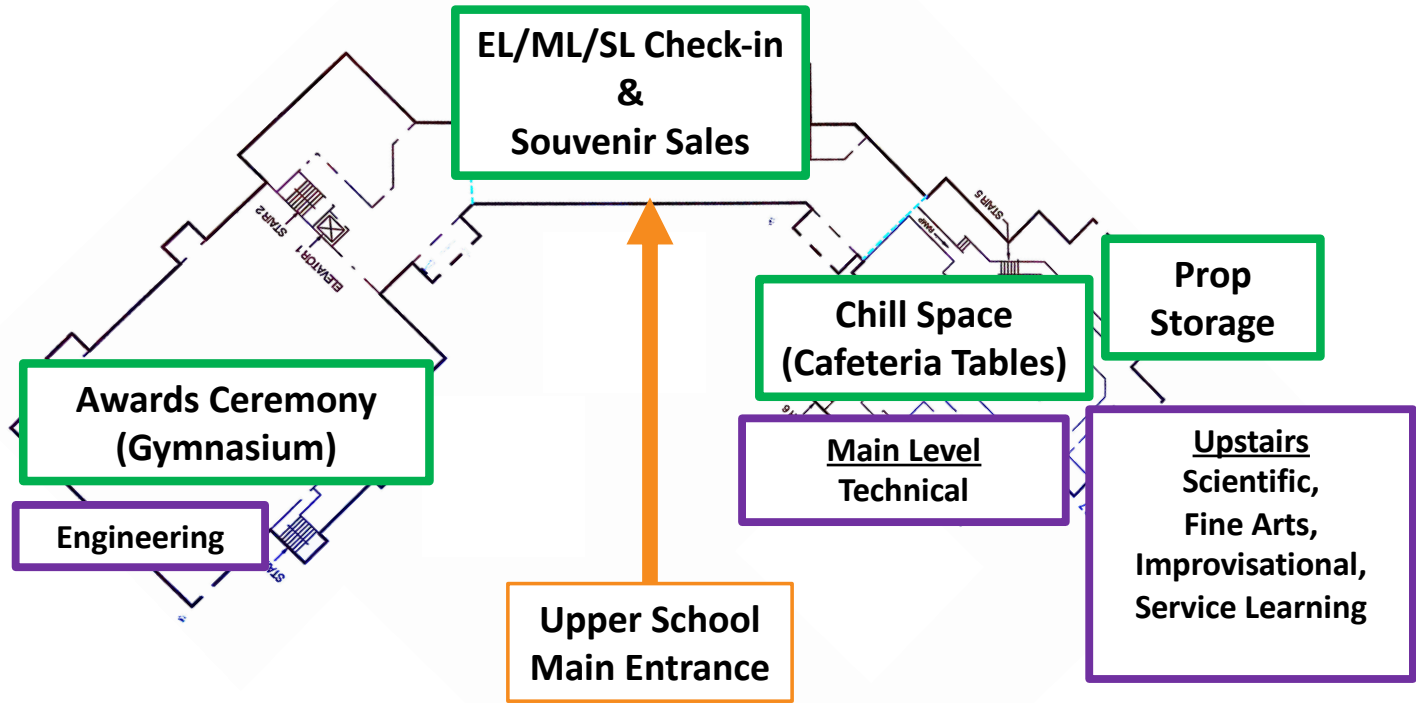 EL/ML/SL Check-in
&
Souvenir Sales
STAIR 2
ELEVATOR 1
STAIR 5
RAMP
Chill Space
(Cafeteria Tables)
Prop
Storage
Awards Ceremony
(Gymnasium)
Engineering
Main Level
Technical
Upstairs
Scientific,
Fine Arts,
Improvisational,
Service Learning
Upper School
Main Entrance